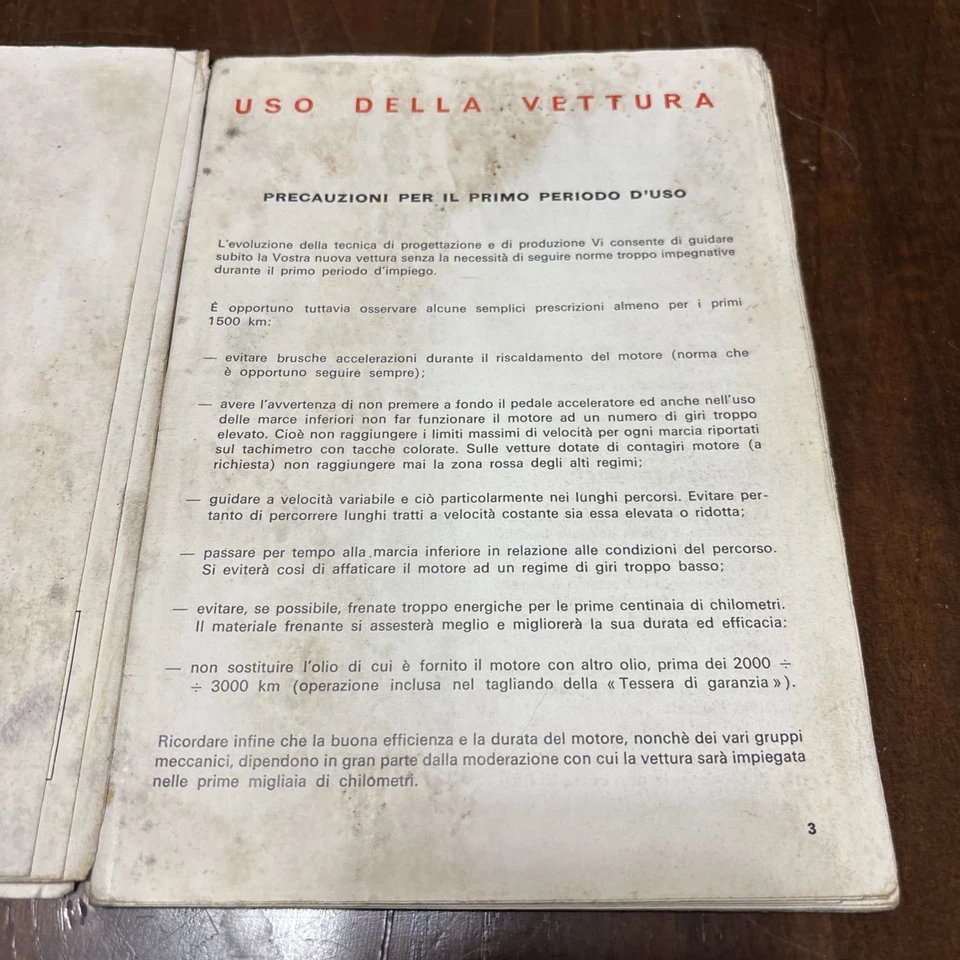 USO DELLA VETTURA
PRECAUZIONI PER IL PRIMO PERIODO D'USO
L'evoluzione della tecnica di progettazione e di produzione Vi consente di guidare
subito la Vostra nuova vettura senza la necessità di seguire norme troppo impegnative
durante il primo periodo d'impiego.
È opportuno tuttavia osservare alcune semplici prescrizioni almeno per i primi
1500 km:
— evitare brusche accelerazioni durante il riscaldamento del motore (norma che
è opportuno seguire sempre);
— avere l'avvertenza di non premere a fondo il pedale acceleratore ed anche nell'uso
delle marce inferiori non far funzionare il motore ad un numero di giri troppo
elevato. Cioè non raggiungere i limiti massimi di velocità per ogni marcia riportati
sul tachimetro con tacche colorate. Sulle vetture dotate di contagiri motore (a
richiesta) non raggiungere mai la zona rossa degli alti regimi;
— guidare a velocità variabile e ciò particolarmente nei lunghi percorsi. Evitare per-
tanto di percorrere lunghi tratti a velocità costante sia essa elevata o ridotta;
— passare per tempo alla marcia inferiore in relazione alle condizioni del percorso.
Si eviterà così di affaticare il motore ad un regime di giri troppo basso;
— evitare, se possibile, frenate troppo energiche per le prime centinaia di chilometri.
Il materiale frenante si assesterà meglio e migliorerà la sua durata ed efficacia;
— non sostituire l'olio di cui è fornito il motore con altro olio, prima dei 2000 ÷
÷ 3000 km (operazione inclusa nel tagliando della « Tessera di garanzia »).
Ricordare infine che la buona efficienza e la durata del motore, nonchè dei vari gruppi
meccanici, dipendono in gran parte dalla moderazione con cui la vettura sarà impiegata
nelle prime migliaia di chilometri.
3